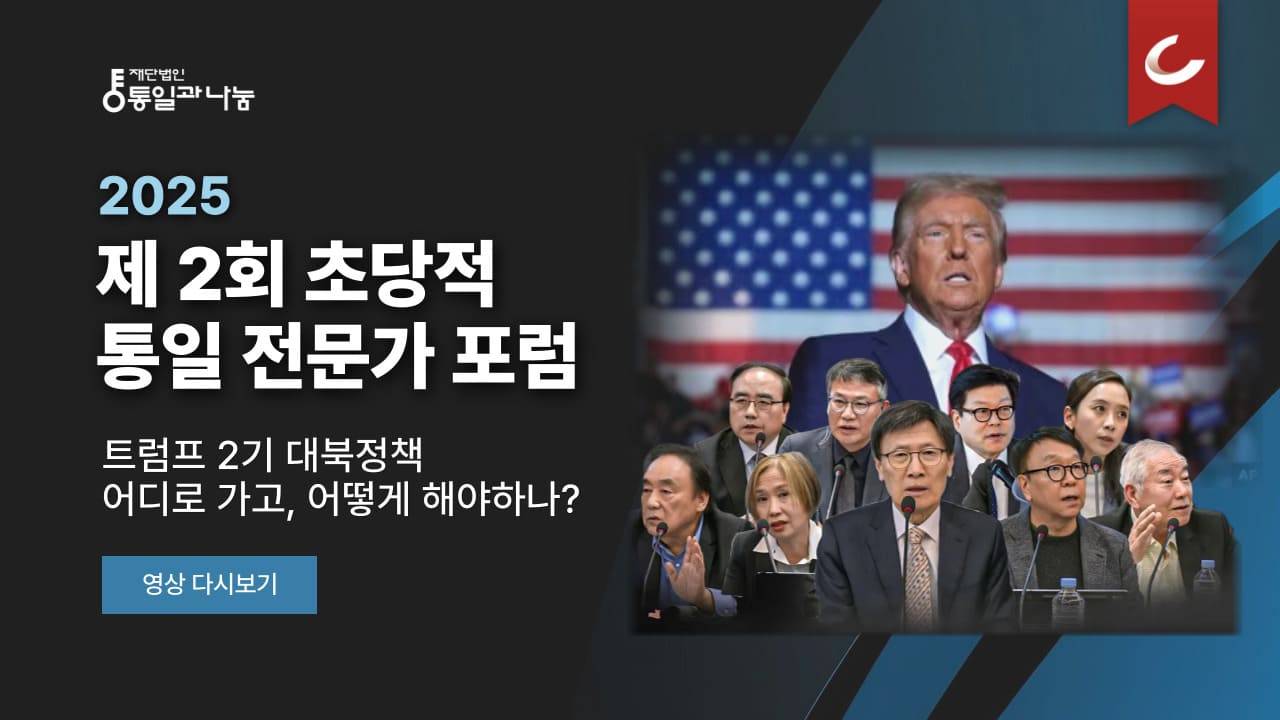 재단법인
통일과나눔
2025
제 2회 초당적
통일 전문가 포럼
트럼프 2기 대북정책
어디로 가고, 어떻게 해야하나?
영상 다시보기
AP